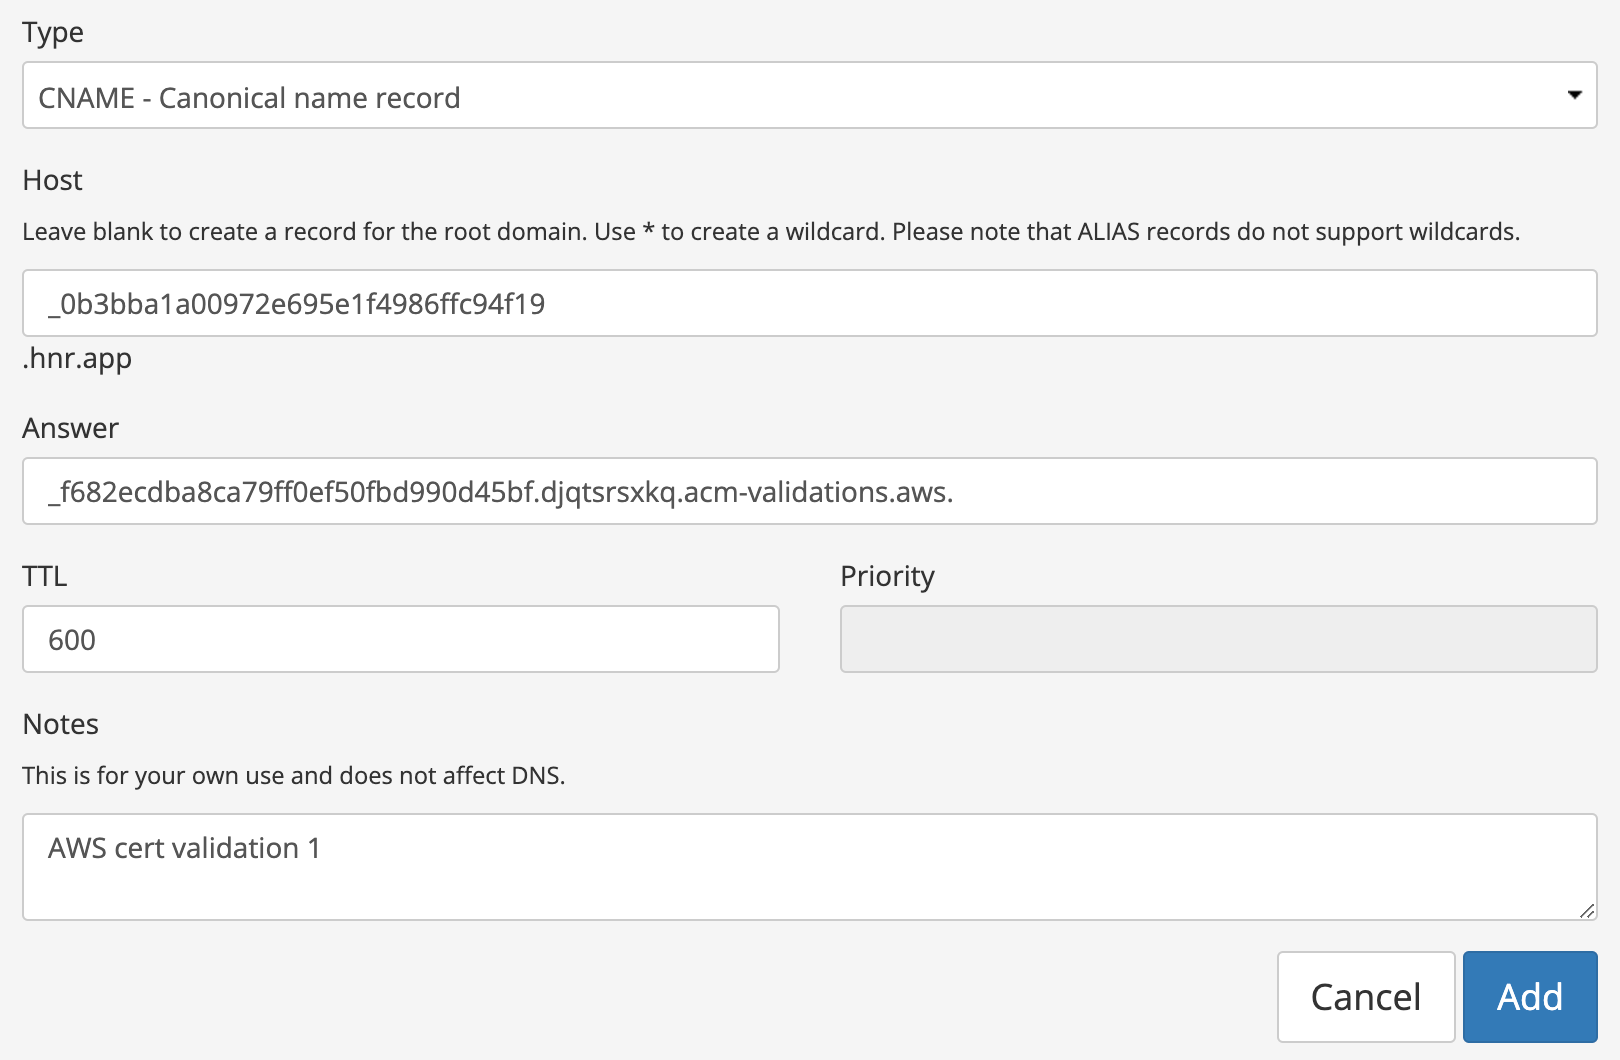 Type
CNAME - Canonical name record
Host
Leave blank to create a record for the root domain. Use * to create a wildcard. Please note that ALIAS records do not support wildcards.
_0b3bba1a00972e695e1f4986ffc94f19
.hnr.app
Answer
_f682ecdba8ca79ff0ef50fbd990d45bf.djqtsrsxkq.acm-validations.aws.
TTL
Priority
600
Notes
This is for your own use and does not affect DNS.
AWS cert validation 1
Cancel
Add